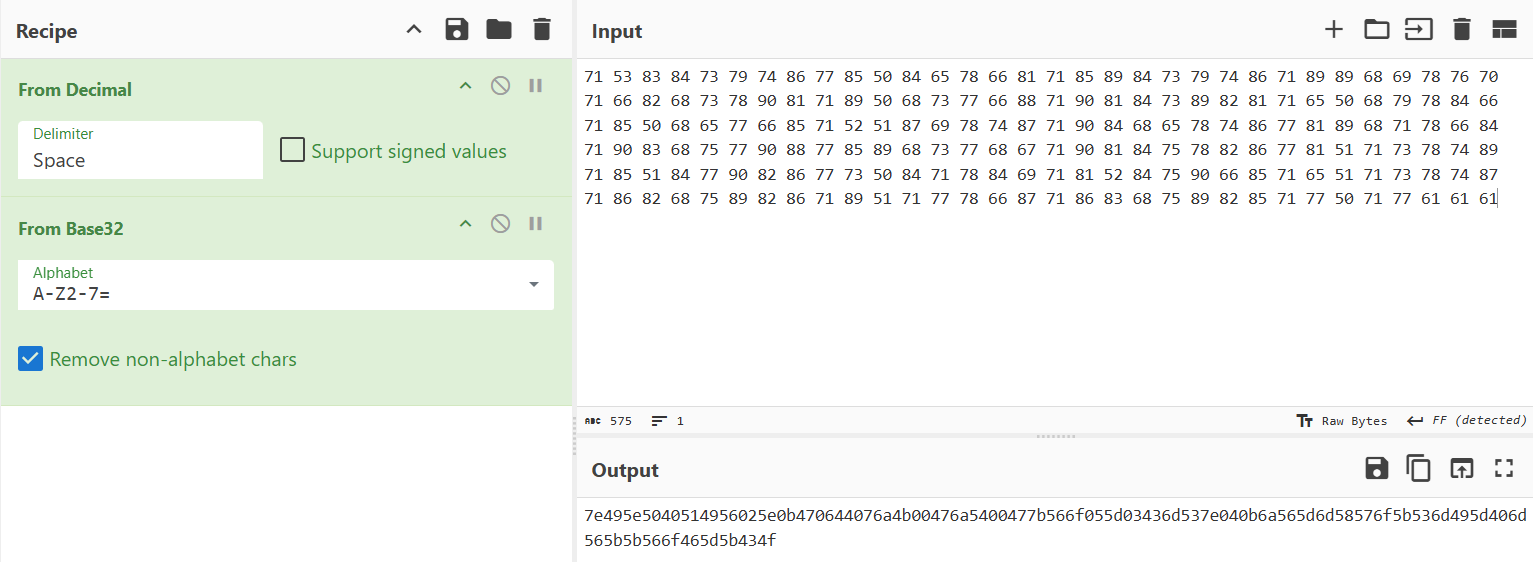 Recipe
Input
From Decimal
Delimiter
Space
Support signed values
From Base32
Alphabet
A-Z2-7=
Remove non-alphabet chars
71 53 83 84 73 79 74 86 77 85 50 84 65 78 66 81 71 85 89 84 73 79 74 86 71 89 89 68 69 78 76 70
71 66 82 68 73 78 90 81 71 89 50 68 73 77 66 88 71 90 81 84 73 89 82 81 71 65 50 68 79 78 84 66
71 85 50 68 65 77 66 85 71 52 51 87 69 78 74 87 71 90 84 68 65 78 74 86 77 81 89 68 71 78 66 84
71 90 83 68 75 77 90 88 77 85 89 68 73 77 68 67 71 90 81 84 75 78 82 86 77 81 51 71 73 78 74 89
71 85 51 84 77 90 82 86 77 73 50 84 71 78 84 69 71 81 52 84 75 90 66 85 71 65 51 71 73 78 74 87
71 86 82 68 75 89 82 86 71 89 51 71 77 78 66 87 71 86 83 68 75 89 82 85 71 77 50 71 77 61 61 61
ABC 575
1
Raw Bytes
FF (detected)
Output
7e495e5040514956025e0b470644076a4b00476a5400477b566f055d03436d537e040b6a565d6d58576f5b536d495d406d
565b5b566f465d5b434f